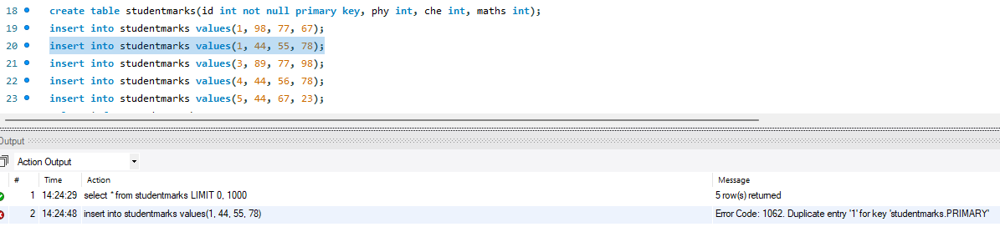 18 create table studentmarks(id int not null primary key, phy int, che int, maths int);
19 insert into studentmarks values(1, 98, 77, 67);
20 insert into studentmarks values(1, 44, 55, 78);
21 insert into studentmarks values(3, 89, 77, 98);
22 insert into studentmarks values(4, 44, 56, 78);
23 insert into studentmarks values(5, 44, 67, 23);
Output
Action Output
# Time Action Message
1 14:24:29 select * from studentmarks LIMIT 0, 1000 5 row(s) returned
2 14:24:48 insert into studentmarks values(1, 44, 55, 78) Error Code: 1062. Duplicate entry '1' for key 'studentmarks.PRIMARY'